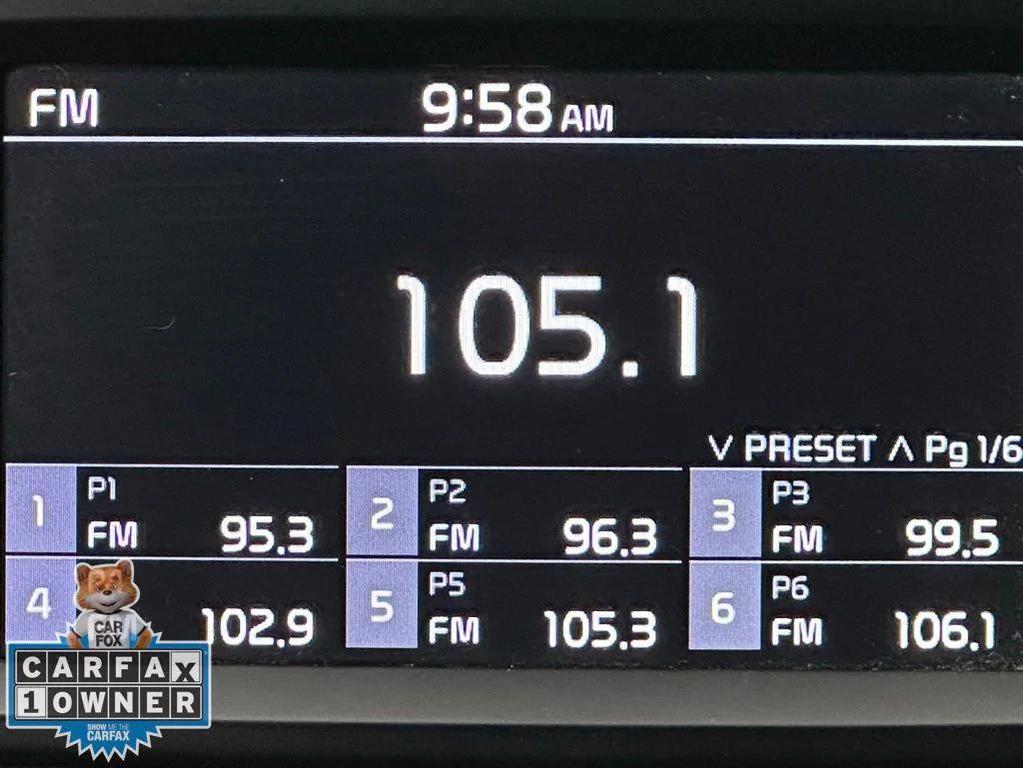 FM 9:58 AM
105.1
∨ PRESET ∧ Pg 1/6
1 P1 FM 95.3
2 P2 FM 96.3
3 P3 FM 99.5
4 102.9
5 P5 FM 105.3
6 P6 FM 106.1
CAR
FOX
CARFAX
1 OWNER
SHOW ME THE
CARFAX